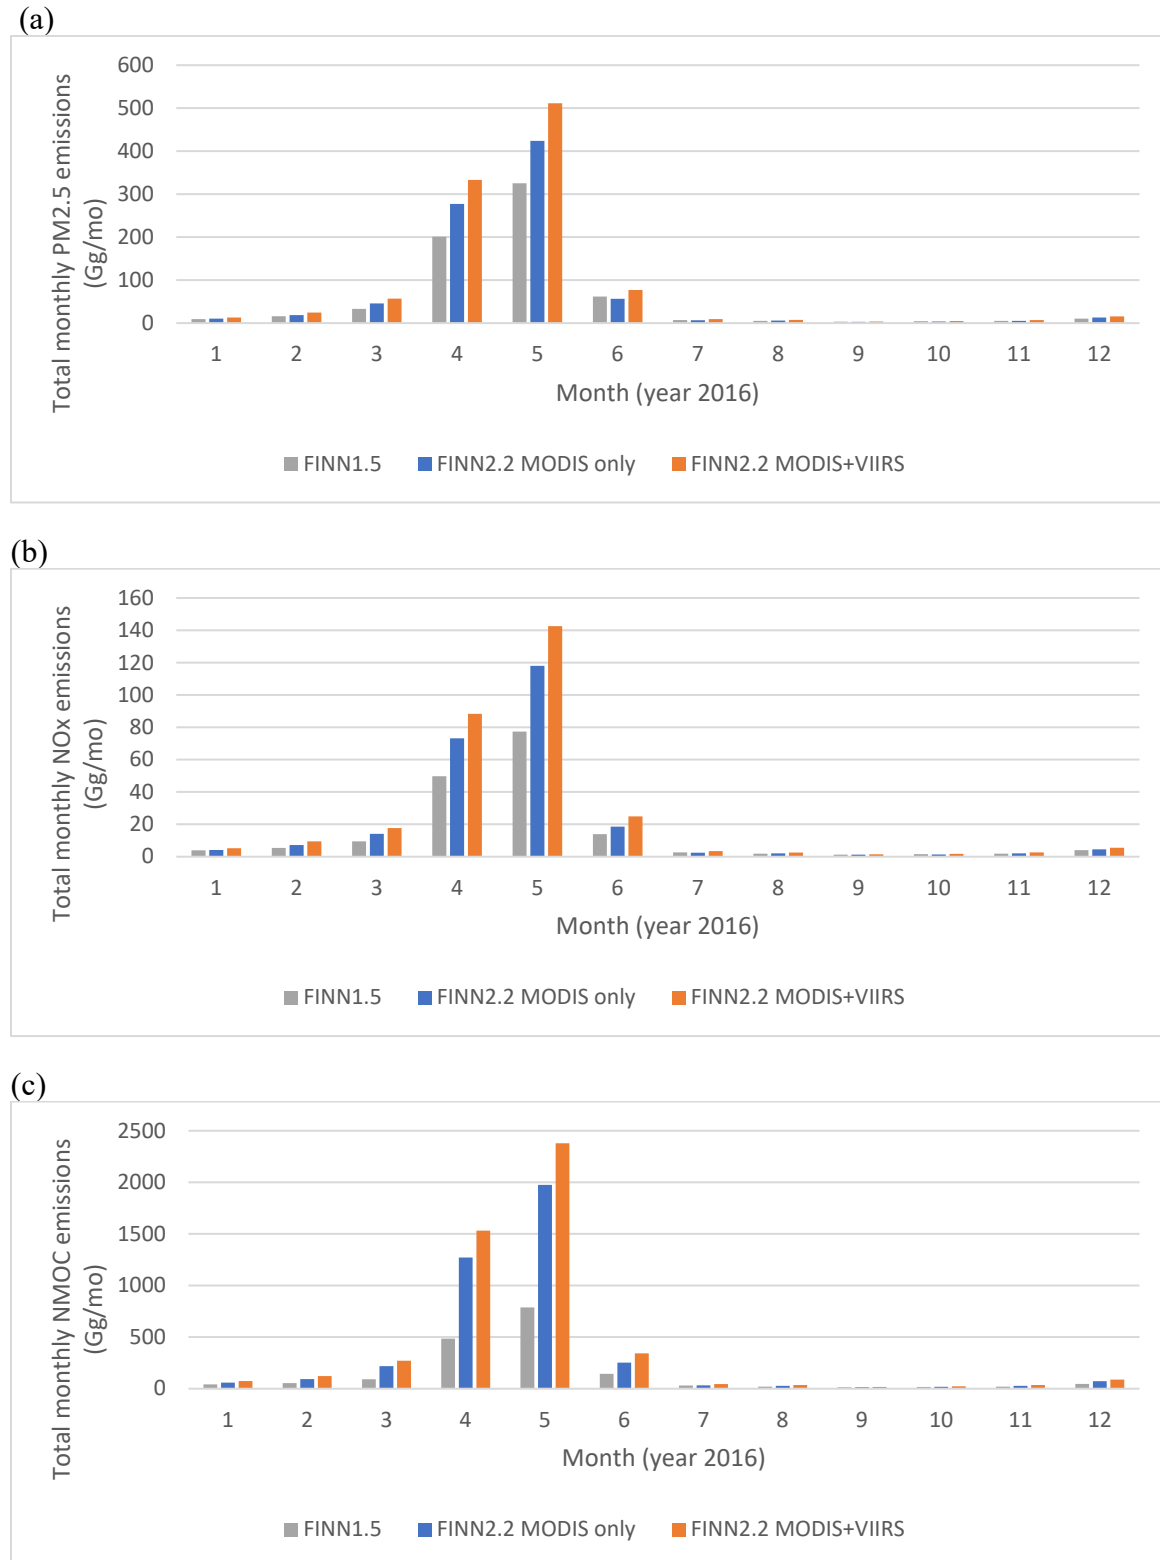 (a)
Total monthly PM2.5 emissions
(Gg/mo)
600
500
400
300
200
100
0
1 2 3 4 5 6 7 8 9 10 11 12
Month (year 2016)
FINN1.5 FINN2.2 MODIS only FINN2.2 MODIS+VIIRS
(b)
Total monthly NOx emissions
(Gg/mo)
160
140
120
100
80
60
40
20
0
1 2 3 4 5 6 7 8 9 10 11 12
Month (year 2016)
FINN1.5 FINN2.2 MODIS only FINN2.2 MODIS+VIIRS
(c)
Total monthly NMOC emissions
(Gg/mo)
2500
2000
1500
1000
500
0
1 2 3 4 5 6 7 8 9 10 11 12
Month (year 2016)
FINN1.5 FINN2.2 MODIS only FINN2.2 MODIS+VIIRS